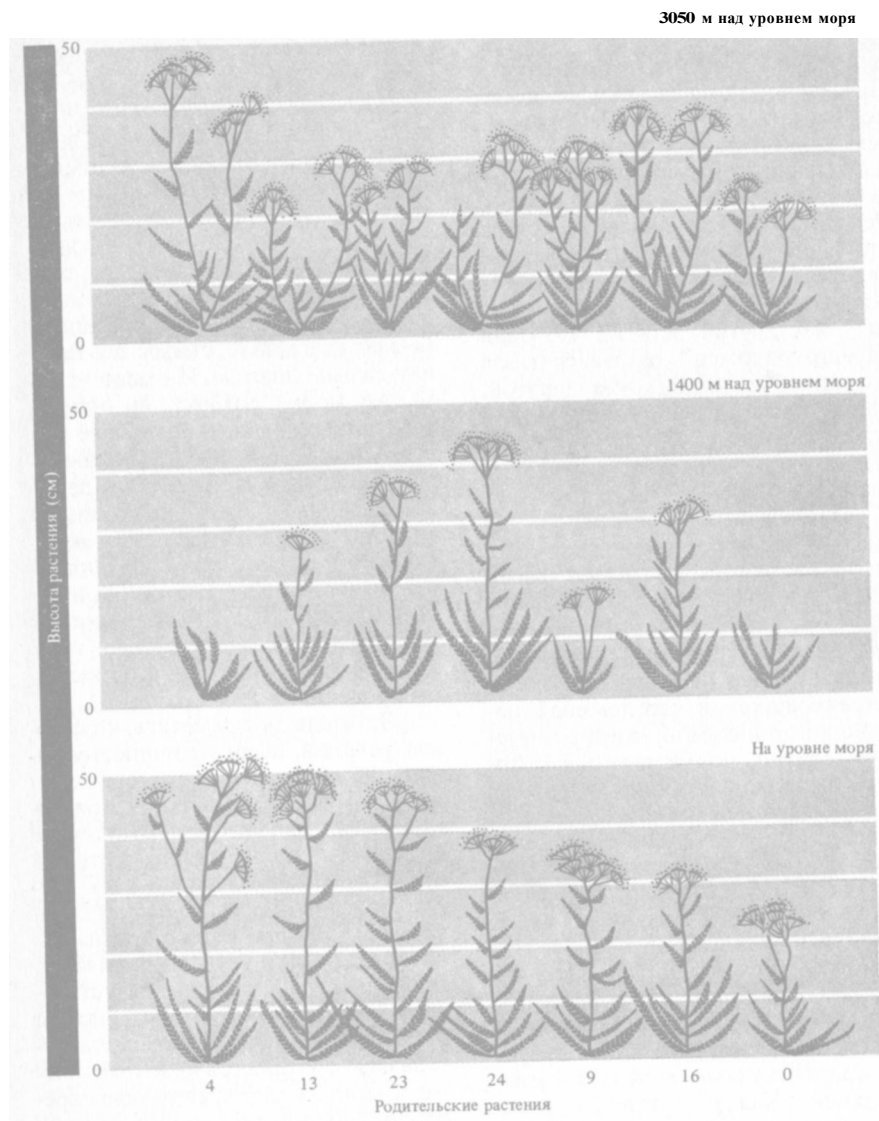 3050 м над уровнем моря
50
0
1400 м над уровнем моря
50
0
Высота растения (см)
На уровне моря
50
0
4 13 23 24 9 16 0
Родительские растения